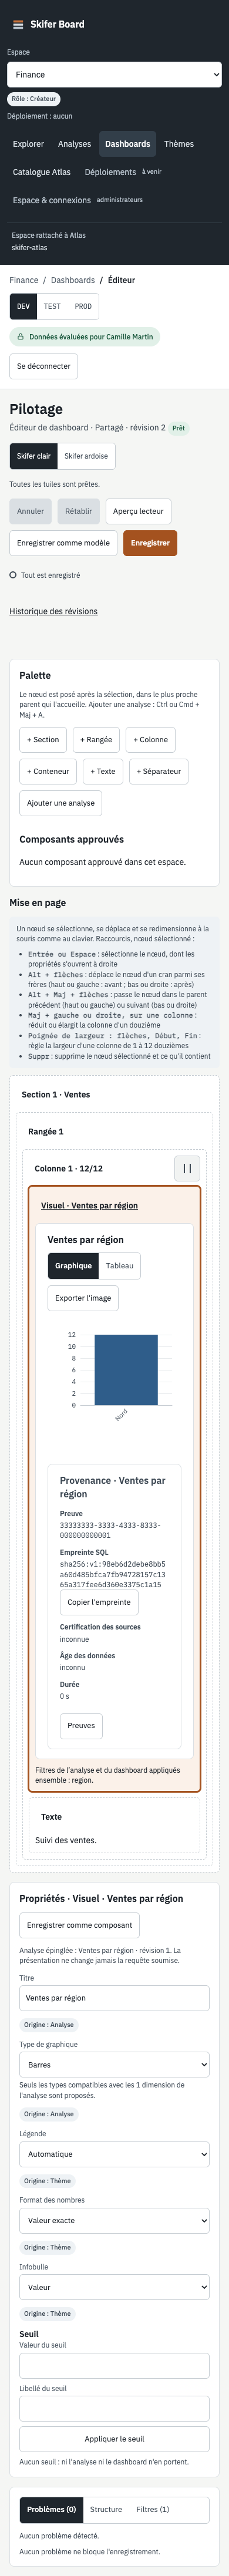 Skifer Board
Espace
Finance
Rôle : Créateur
Déploiement : aucun
Explorer Analyses Dashboards Thèmes
Catalogue Atlas Déploiements à venir
Espace & connexions administrateurs
Espace rattaché à Atlas
skifer-atlas
Finance / Dashboards / Éditeur
DEV TEST PROD
Données évaluées pour Camille Martin
Se déconnecter
Pilotage
Éditeur de dashboard · Partagé · révision 2 Prêt
Skifer clair Skifer ardoise
Toutes les tuiles sont prêtes.
Annuler Rétablir Aperçu lecteur
Enregistrer comme modèle Enregistrer
Tout est enregistré
Historique des révisions
Palette
Le nœud est posé après la sélection, dans le plus proche
parent qui l'accueille. Ajouter une analyse : Ctrl ou Cmd +
Maj + A.
+ Section + Rangée + Colonne
+ Conteneur + Texte + Séparateur
Ajouter une analyse
Composants approuvés
Aucun composant approuvé dans cet espace.
Mise en page
Un nœud se sélectionne, se déplace et se redimensionne à la
souris comme au clavier. Raccourcis, nœud sélectionné :
• Entrée ou Espace : sélectionne le nœud, dont les
propriétés s'ouvrent à droite
• Alt + flèches : déplace le nœud d'un cran parmi ses
frères (haut ou gauche : avant ; bas ou droite : après)
• Alt + Maj + flèches : passe le nœud dans le parent
précédent (haut ou gauche) ou suivant (bas ou droite)
• Maj + gauche ou droite, sur une colonne :
réduit ou élargit la colonne d'un douzième
• Poignée de largeur : flèches, Début, Fin :
règle la largeur d'une colonne de 1 à 12 douzièmes
• Suppr : supprime le nœud sélectionné et ce qu'il contient
Section 1 · Ventes
Rangée 1
Colonne 1 · 12/12
Visuel · Ventes par région
Ventes par région
Graphique Tableau
Exporter l'image
12
10
8
6
4
2
0
Nord
Provenance · Ventes par
région
Preuve
33333333-3333-4333-8333-
000000000001
Empreinte SQL
sha256:v1:98eb6d2debe8bb5
a60d485bfca7fb94728157c13
65a317fee6d360e3375c1a15
Copier l'empreinte
Certification des sources
inconnue
Âge des données
inconnu
Durée
0 s
Preuves
Filtres de l'analyse et du dashboard appliqués
ensemble : region.
Texte
Suivi des ventes.
Propriétés · Visuel · Ventes par région
Enregistrer comme composant
Analyse épinglée : Ventes par région · révision 1. La
présentation ne change jamais la requête soumise.
Titre
Ventes par région
Origine : Analyse
Type de graphique
Barres
Seuls les types compatibles avec les 1 dimension de
l'analyse sont proposés.
Origine : Analyse
Légende
Automatique
Origine : Thème
Format des nombres
Valeur exacte
Origine : Thème
Infobulle
Valeur
Origine : Thème
Seuil
Valeur du seuil
Libellé du seuil
Appliquer le seuil
Aucun seuil : ni l'analyse ni le dashboard n'en portent.
Problèmes (0) Structure Filtres (1)
Aucun problème détecté.
Aucun problème ne bloque l'enregistrement.